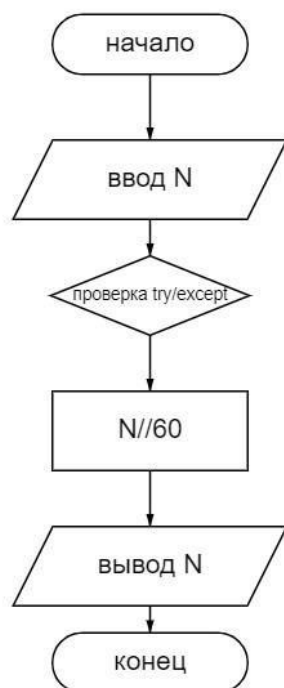 начало
ввод N
проверка try/except
N//60
вывод N
конец